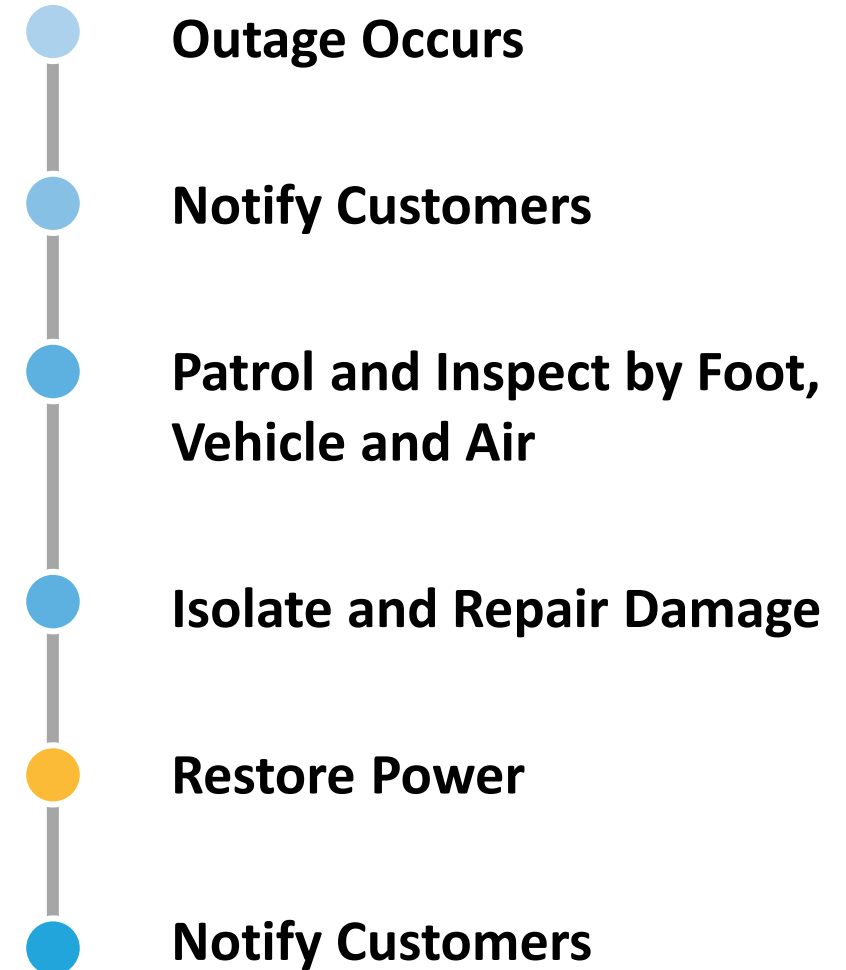 Outage Occurs
Notify Customers
Patrol and Inspect by Foot,
Vehicle and Air
Isolate and Repair Damage
Restore Power
Notify Customers